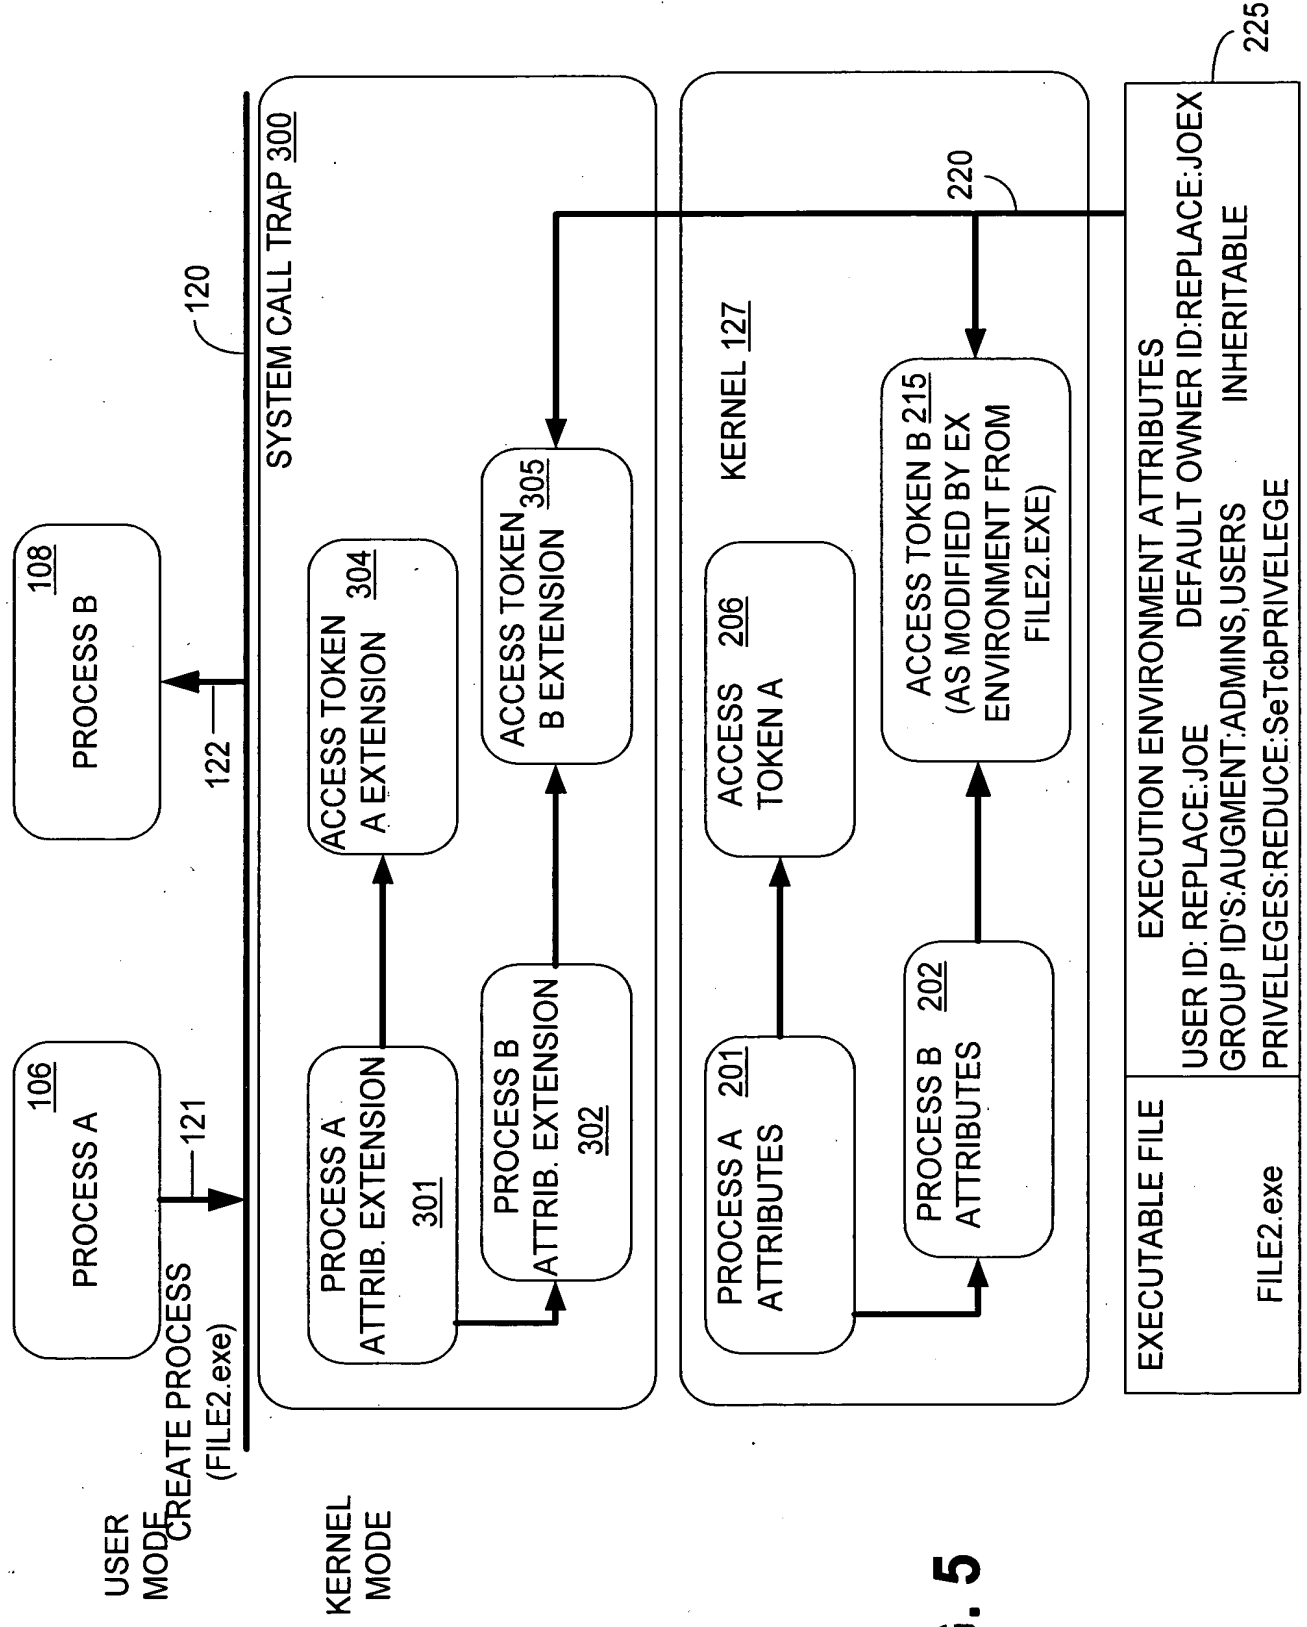 USER
MODE
CREATE PROCESS
(FILE2.exe)
121
PROCESS A
106
122
PROCESS B
108
120
KERNEL
MODE
SYSTEM CALL TRAP 300
PROCESS A
ATTRIB. EXTENSION
301
ACCESS TOKEN
A EXTENSION 304
PROCESS B
ATTRIB. EXTENSION
302
ACCESS TOKEN
B EXTENSION 305
KERNEL 127
PROCESS A 201
ATTRIBUTES
ACCESS 206
TOKEN A
PROCESS B 202
ATTRIBUTES
ACCESS TOKEN B 215
(AS MODIFIED BY EX
ENVIRONMENT FROM
FILE2.EXE)
220
225
EXECUTABLE FILE
FILE2.exe
EXECUTION ENVIRONMENT ATTRIBUTES
USER ID: REPLACE:JOE DEFAULT OWNER ID:REPLACE:JOEX
GROUP ID'S:AUGMENT:ADMINS,USERS INHERITABLE
PRIVELEGES:REDUCE:SeTcbPRIVELEGE
5